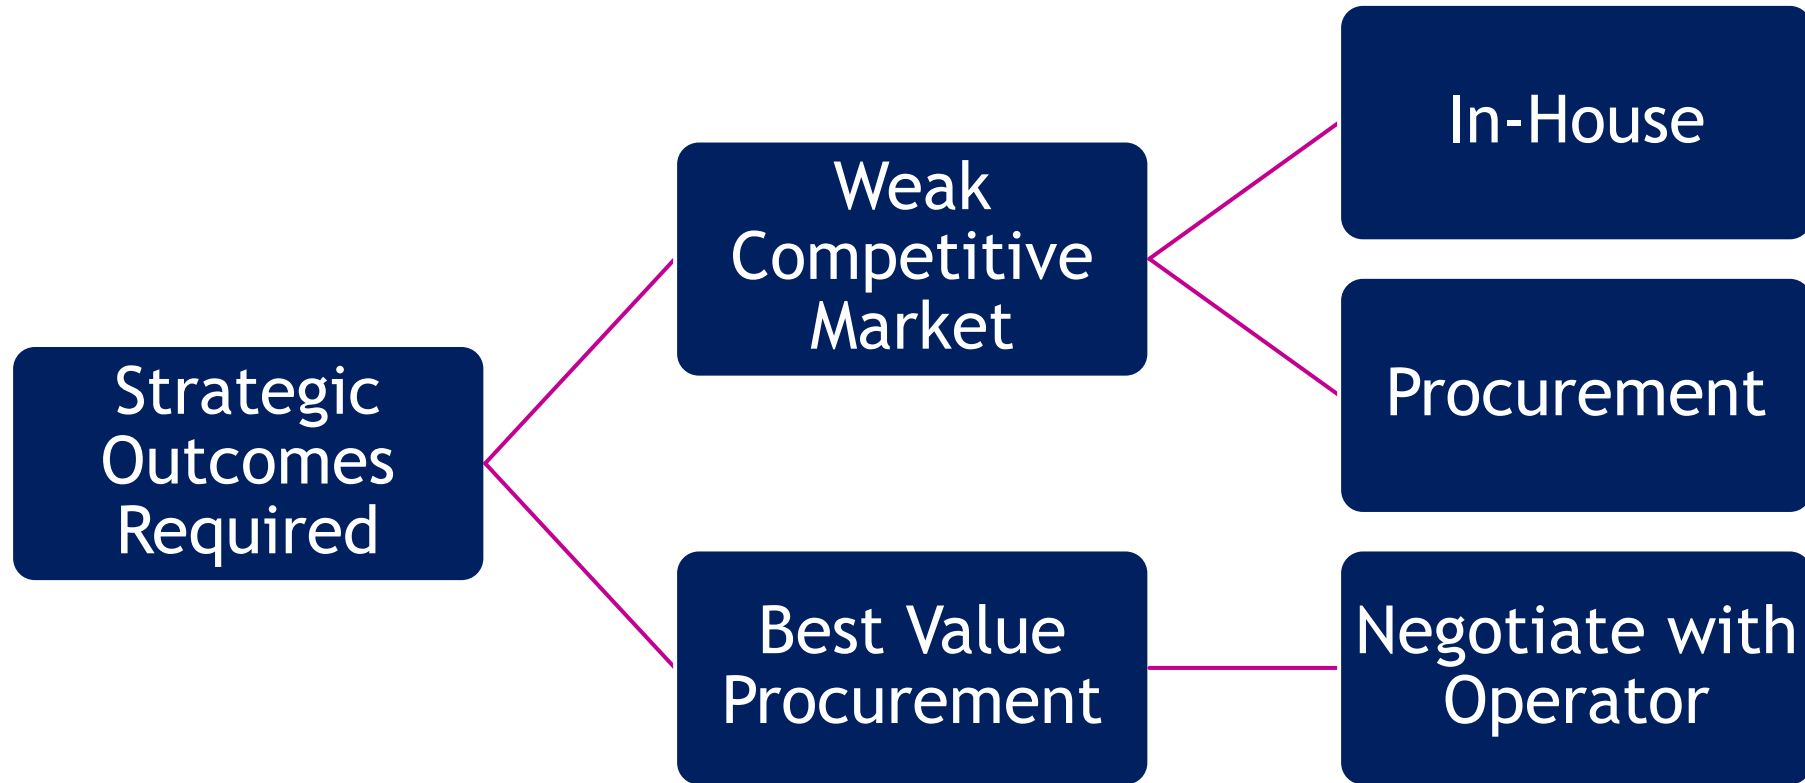 Strategic
Outcomes
Required
Weak
Competitive
Market
In-House
Procurement
Best Value
Procurement
Negotiate with
Operator